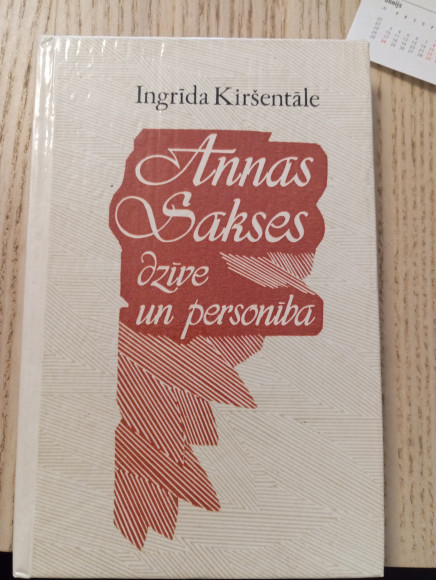 Ingrīda Kiršentāle
Annas
Sakses
dzīve
un personība